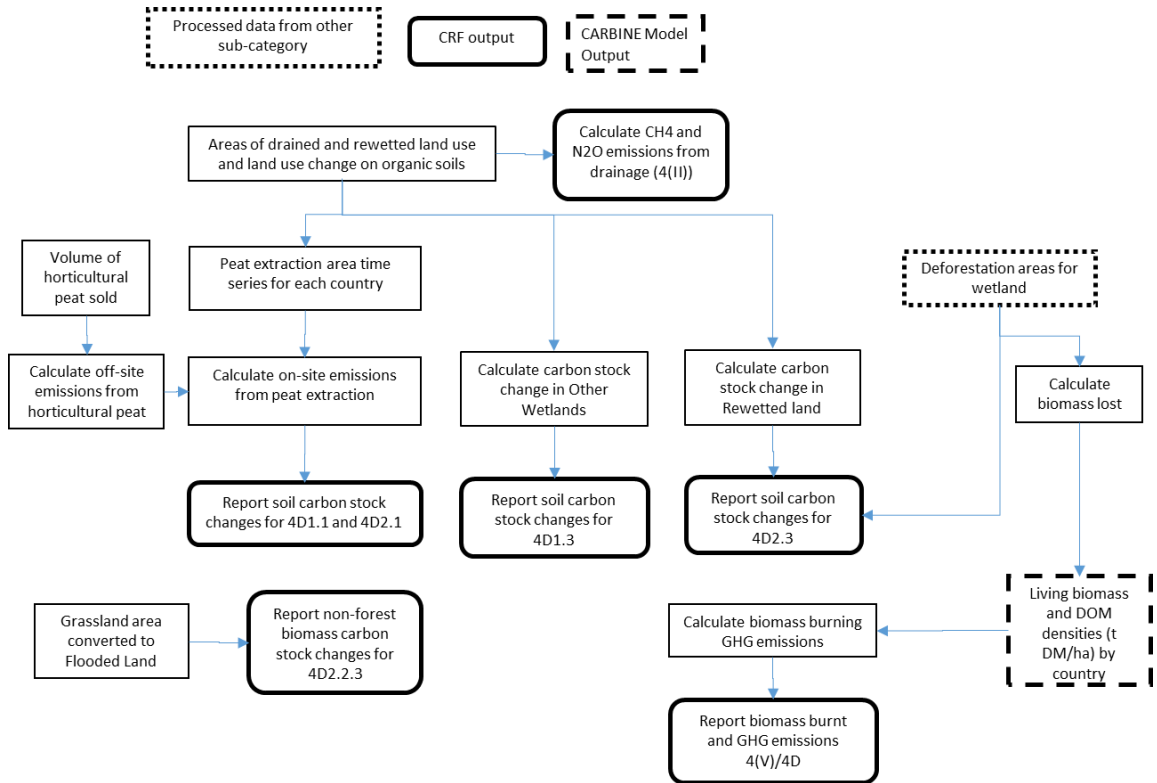 Processed data from other
sub-category
CRF output
CARBINE Model
Output
Areas of drained and rewetted land use
and land use change on organic soils
Calculate CH4 and
N2O emissions from
drainage (4(II))
Volume of
horticultural
peat sold
Peat extraction area time
series for each country
Deforestation areas for
wetland
Calculate off-site
emissions from
horticultural peat
Calculate on-site emissions
from peat extraction
Calculate carbon stock
change in Other
Wetlands
Calculate carbon
stock change in
Rewetted land
Calculate
biomass lost
Report soil carbon stock
changes for 4D1.1 and 4D2.1
Report soil carbon
stock changes for
4D1.3
Report soil carbon
stock changes for
4D2.3
Grassland area
converted to
Flooded Land
Report non-forest
biomass carbon
stock changes for
4D2.2.3
Calculate biomass burning
GHG emissions
Living biomass
and DOM
densities (t
DM/ha) by
country
Report biomass burnt
and GHG emissions
4(V)/4D